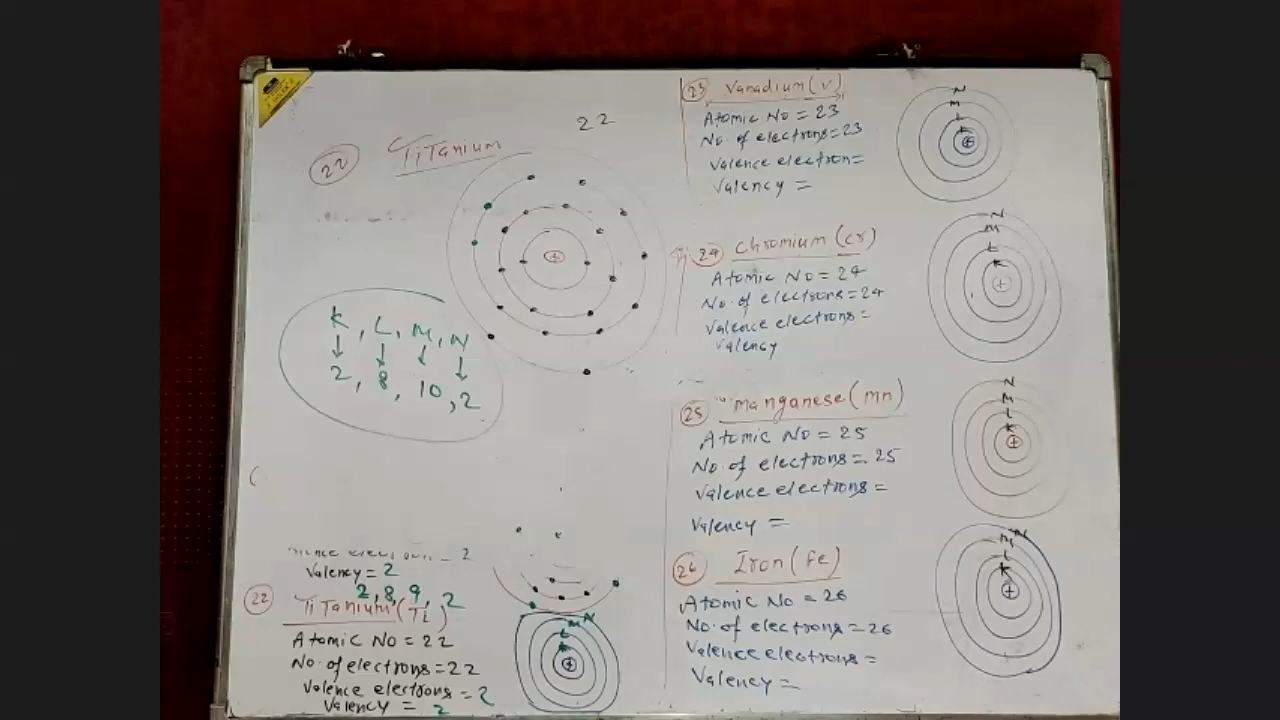 22
22 Titanium
K, L, M, N
2, 8, 10, 2
Valency = 2
2, 8, 9, 2
22 Titanium (Ti)
Atomic No = 22
No. of electrons = 22
Valence electrons = 2
Valency = 2
N
M
L
K
+
+
23 Vanadium (V)
Atomic No = 23
No. of electrons = 23
Valence electron =
Valency =
N
M
L
K
+
24 Chromium (Cr)
Atomic No = 24
No. of electrons = 24
Valence electrons =
Valency
N
M
L
K
+
25 Manganese (Mn)
Atomic No = 25
No. of electrons = 25
Valence electrons =
Valency =
N
M
L
K
+
26 Iron (Fe)
Atomic No = 26
No. of electrons = 26
Valence electrons =
Valency =
N
M
L
K
+